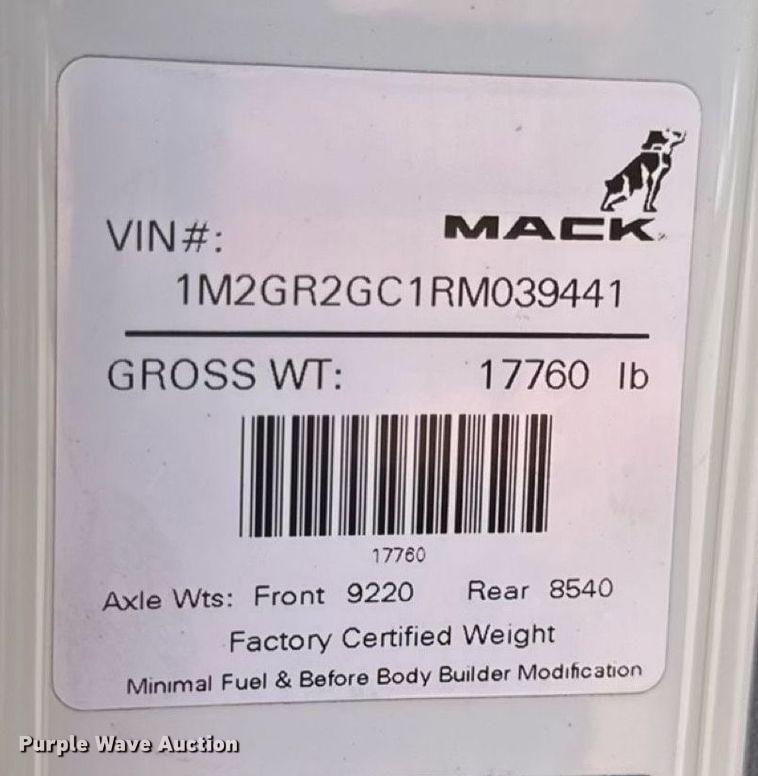 MACK
VIN#:
1M2GR2GC1RM039441
GROSS WT: 17760 lb
17760
Axle Wts: Front 9220 Rear 8540
Factory Certified Weight
Minimal Fuel & Before Body Builder Modification
Purple Wave Auction